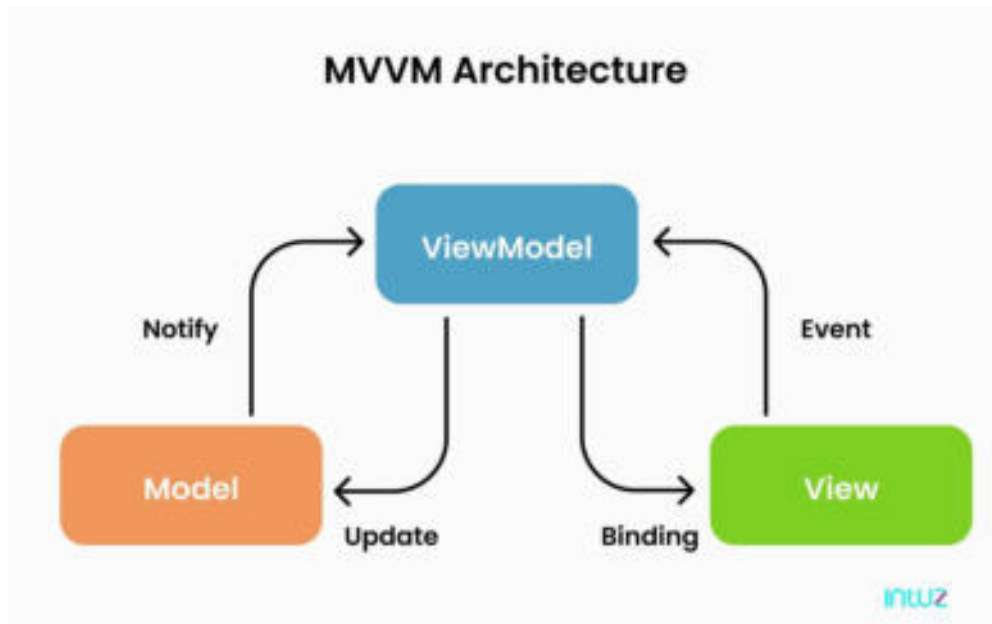 MVVM Architecture
ViewModel
Notify
Event
Model
View
Update
Binding
INTUZ